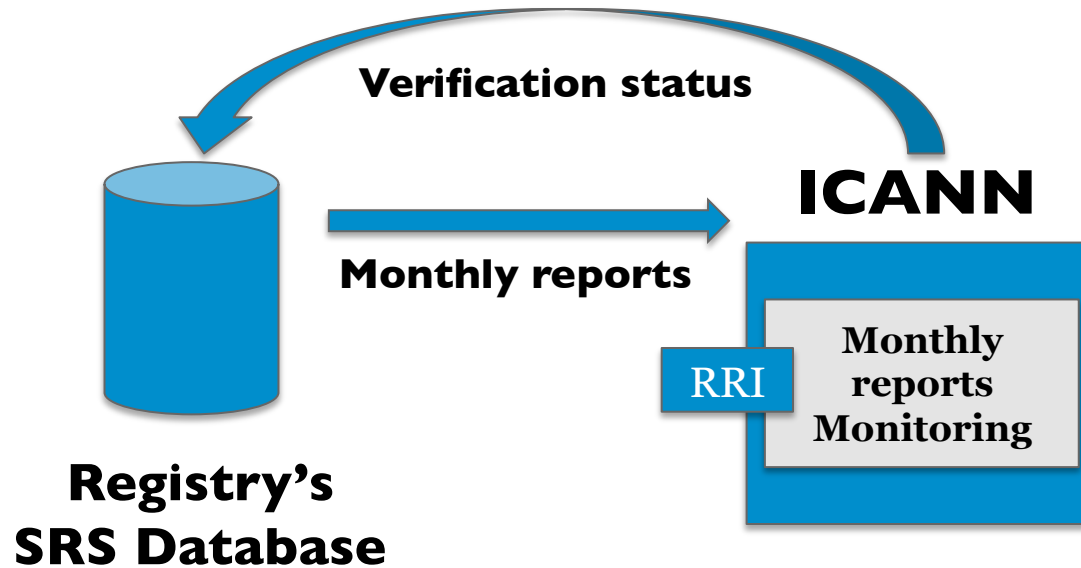 Verification status
ICANN
Monthly reports
RRI
Monthly
reports
Monitoring
Registry’s
SRS Database